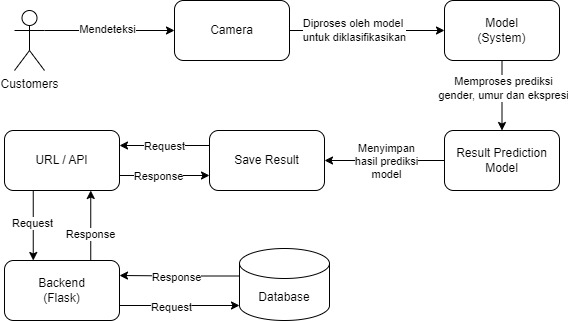 Customers
Mendeteksi
Camera
Diproses oleh model
untuk diklasifikasikan
Model
(System)
Memproses prediksi
gender, umur dan ekspresi
Result Prediction
Model
Menyimpan
hasil prediksi
model
Save Result
Request
Response
URL / API
Request
Response
Backend
(Flask)
Response
Request
Database